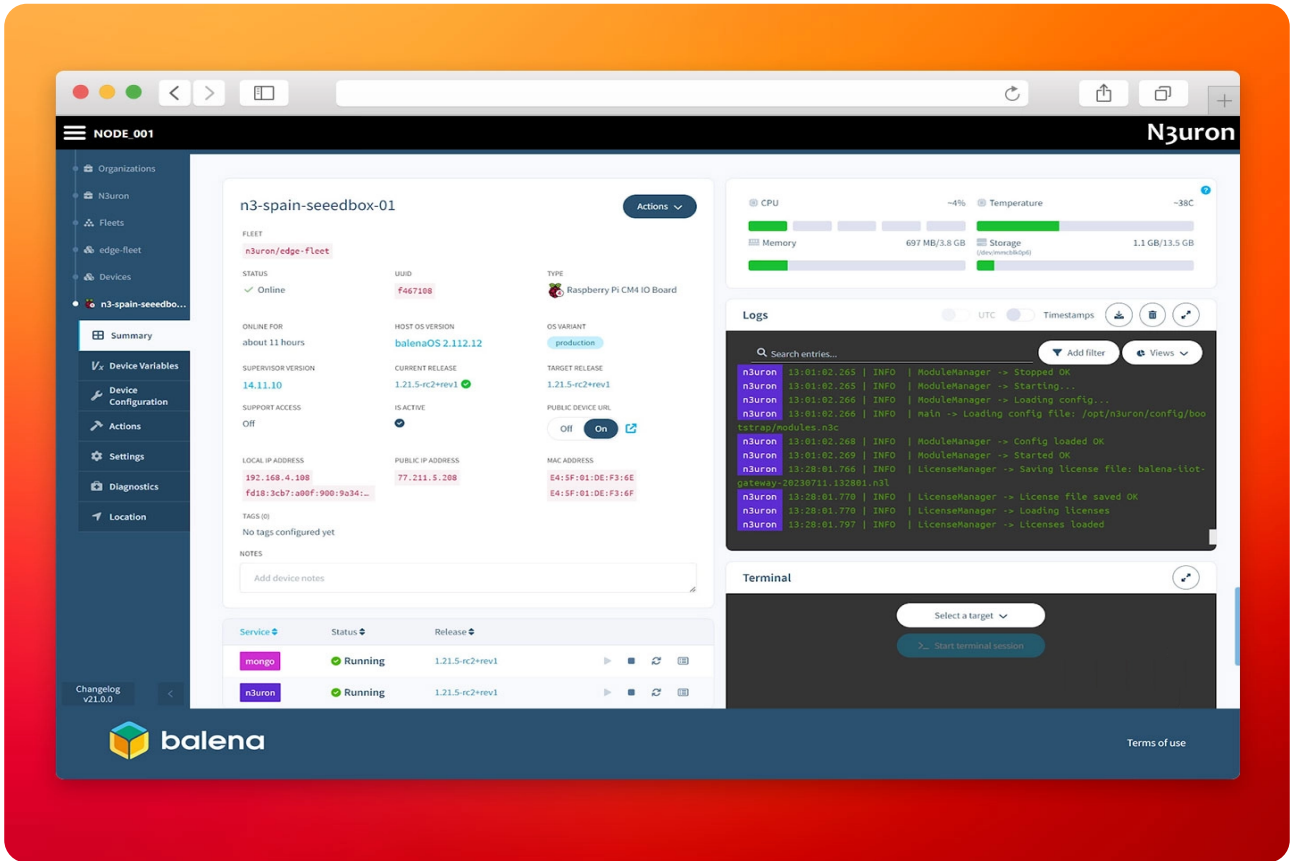 NODE_001
N3uron
Organizations
N3uron
Fleets
edge-fleet
Devices
n3-spain-seeedbo...
Summary
Device Variables
Device
Configuration
Actions
Settings
Diagnostics
Location
Changelog
v21.0.0
n3-spain-seeedbox-01
Actions
FLEET
n3uron/edge-fleet
STATUS UUID TYPE
Online f467108 Raspberry Pi CM4 IO Board
ONLINE FOR HOST OS VERSION OS VARIANT
about 11 hours balenaOS 2.112.12 production
SUPERVISOR VERSION CURRENT RELEASE TARGET RELEASE
14.11.10 1.21.5-rc2+rev1 1.21.5-rc2+rev1
SUPPORT ACCESS IS ACTIVE PUBLIC DEVICE URL
Off Off On
LOCAL IP ADDRESS PUBLIC IP ADDRESS MAC ADDRESS
192.168.4.108 77.211.5.208 E4:5F:01:DE:F3:6E
fd18:3cb7:a00f:900:9a34:… E4:5F:01:DE:F3:6F
TAGS (0)
No tags configured yet
NOTES
Add device notes
Service Status Release
mongo Running 1.21.5-rc2+rev1
n3uron Running 1.21.5-rc2+rev1
CPU ~4% Temperature ~38C
Memory 697 MB/3.8 GB Storage 1.1 GB/13.5 GB
(/dev/mmcblk0p6)
Logs UTC Timestamps
Search entries... Add filter Views
n3uron 13:01:02.265 | INFO | ModuleManager -> Stopped OK
n3uron 13:01:02.265 | INFO | ModuleManager -> Starting...
n3uron 13:01:02.266 | INFO | ModuleManager -> Loading config...
n3uron 13:01:02.266 | INFO | main -> Loading config file: /opt/n3uron/config/boo
tstrap/modules.n3c
n3uron 13:01:02.268 | INFO | ModuleManager -> Config loaded OK
n3uron 13:01:02.269 | INFO | ModuleManager -> Started OK
n3uron 13:28:01.766 | INFO | LicenseManager -> Saving license file: balena-iiot-
gateway-20230711.132801.n3l
n3uron 13:28:01.770 | INFO | LicenseManager -> License file saved OK
n3uron 13:28:01.770 | INFO | LicenseManager -> Loading licenses
n3uron 13:28:01.797 | INFO | LicenseManager -> Licenses loaded
Terminal
Select a target
>_ Start terminal session
balena
Terms of use